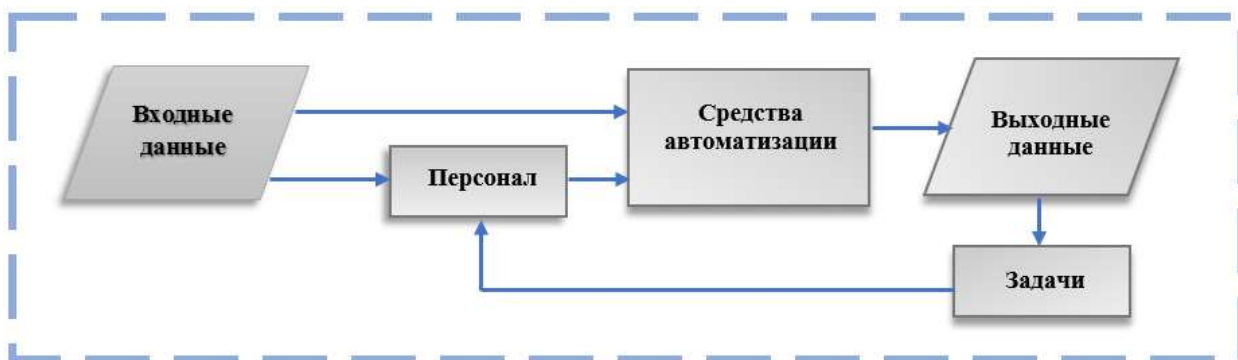 Входные
данные
Персонал
Средства
автоматизации
Выходные
данные
Задачи